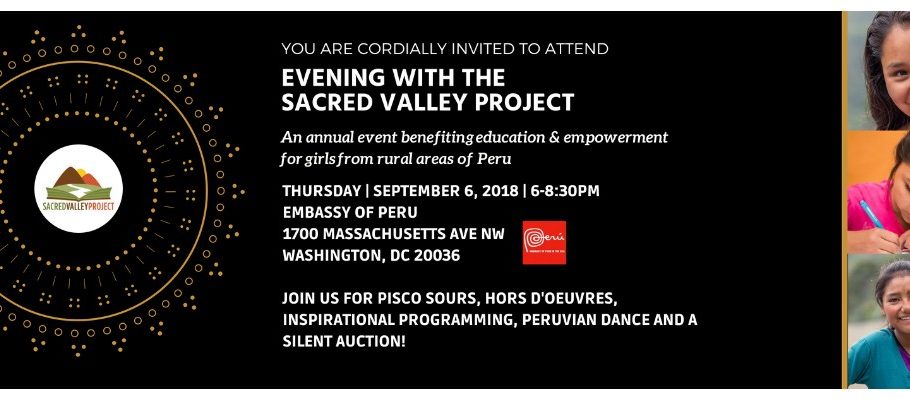 YOU ARE CORDIALLY INVITED TO ATTEND
EVENING WITH THE
SACRED VALLEY PROJECT
An annual event benefiting education & empowerment
for girls from rural areas of Peru
THURSDAY | SEPTEMBER 6, 2018 | 6-8:30PM
EMBASSY OF PERU
1700 MASSACHUSETTS AVE NW
WASHINGTON, DC 20036
Perú
SACREDVALLEYPROJECT
JOIN US FOR PISCO SOURS, HORS D'OEUVRES,
INSPIRATIONAL PROGRAMMING, PERUVIAN DANCE AND A
SILENT AUCTION!